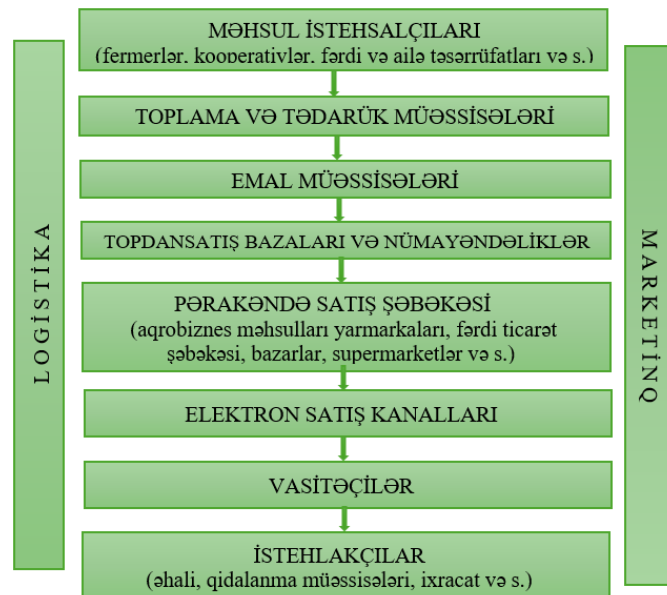 LOGİSTİKA
MƏHSUL İSTEHSALÇILARI
(fermerlər, kooperativlər, fərdi və ailə təsərrüfatları və s.)
TOPLAMA VƏ TƏDARÜK MÜƏSSİSƏLƏRİ
EMAL MÜƏSSİSƏLƏRİ
TOPDANSATIŞ BAZALARI VƏ NÜMAYƏNDƏLİKLƏR
PƏRAKƏNDƏ SATIŞ ŞƏBƏKƏSİ
(aqrobiznes məhsulları yarmarkaları, fərdi ticarət
şəbəkəsi, bazarlar, supermarketlər və s.)
ELEKTRON SATIŞ KANALLARI
VASİTƏÇİLƏR
İSTEHLAKÇILAR
(əhali, qidalanma müəssisələri, ixracat və s.)
MARKETİNQ